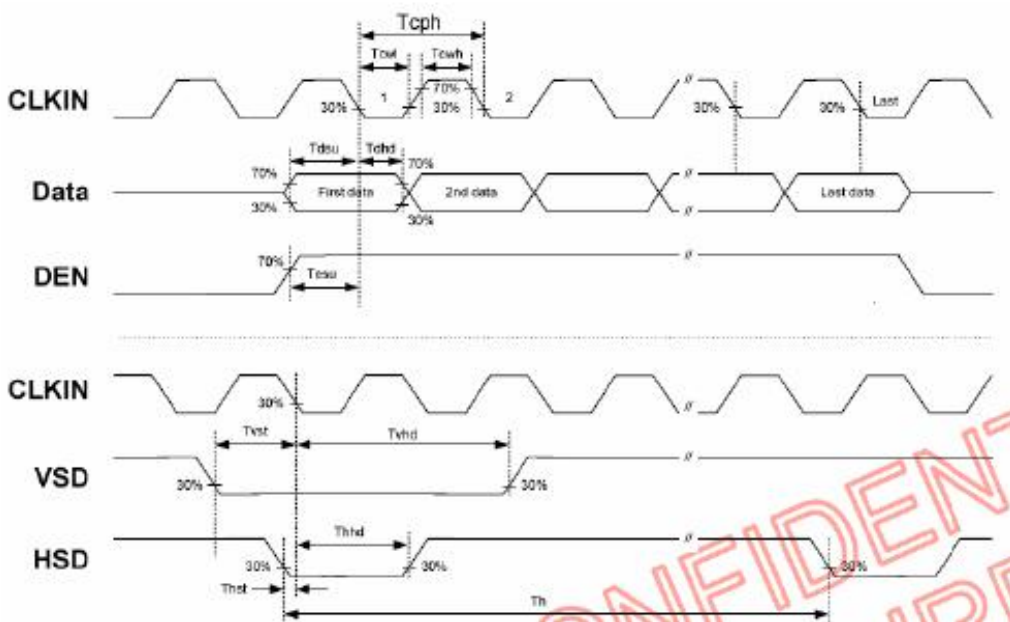 Tcph
Tcwl Tcwh
CLKIN 30% 1 70% 30% 2 // 30% 30% Last
Tdsu Tdhd
70% 70%
Data First data 2nd data // Last data
30% 30%
DEN 70% //
Tesu
CLKIN 30% //
Tvst Tvhd
VSD 30% 30% //
HSD Thhd //
30% 30% 30%
Thst
Th